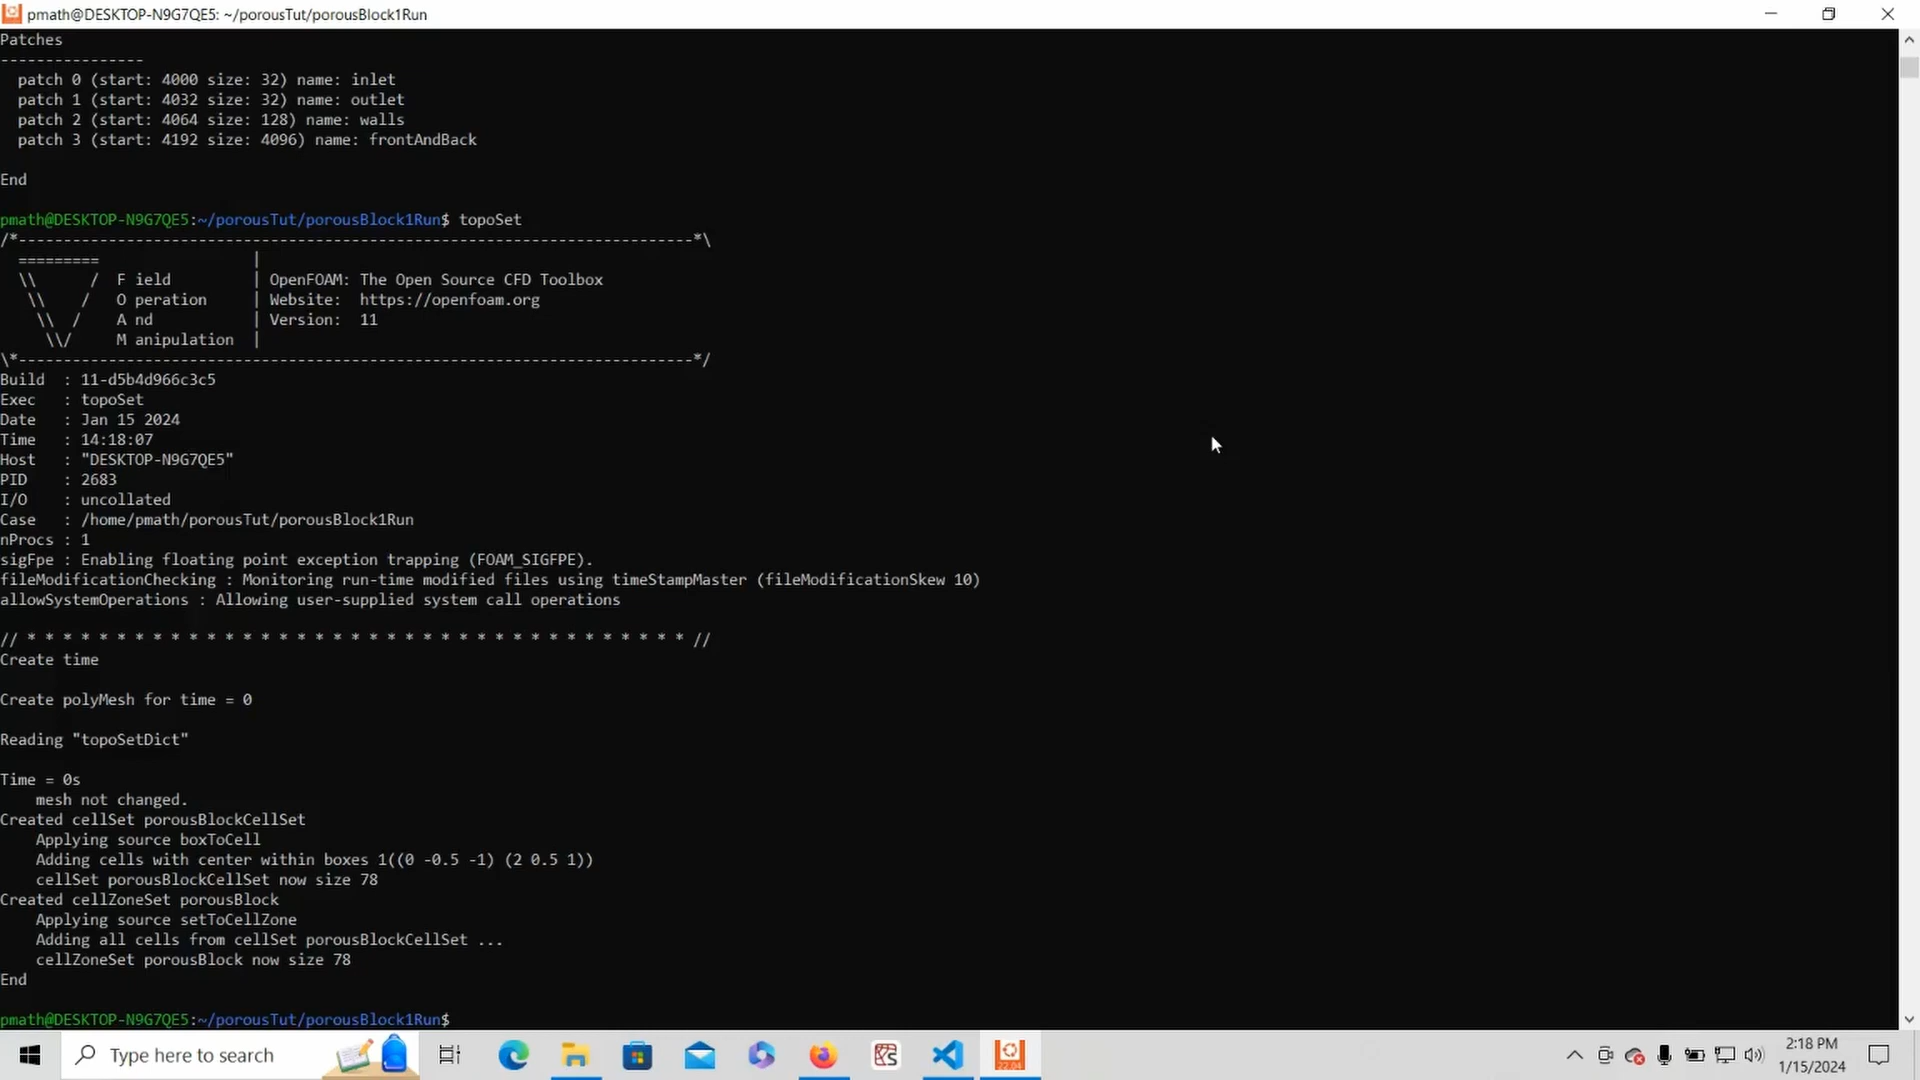 pmath@DESKTOP-N9G7QE5: ~/porousTut/porousBlock1Run
Patches
----------------
  patch 0 (start: 4000 size: 32) name: inlet
  patch 1 (start: 4032 size: 32) name: outlet
  patch 2 (start: 4064 size: 128) name: walls
  patch 3 (start: 4192 size: 4096) name: frontAndBack
End
pmath@DESKTOP-N9G7QE5:~/porousTut/porousBlock1Run$ topoSet
/*---------------------------------------------------------------------------*\
  =========                 |
  \\      /  F ield         | OpenFOAM: The Open Source CFD Toolbox
   \\    /   O peration     | Website:  https://openfoam.org
    \\  /    A nd           | Version:  11
     \\/     M anipulation  |
\*---------------------------------------------------------------------------*/
Build  : 11-d5b4d966c3c5
Exec   : topoSet
Date   : Jan 15 2024
Time   : 14:18:07
Host   : "DESKTOP-N9G7QE5"
PID    : 2683
I/O    : uncollated
Case   : /home/pmath/porousTut/porousBlock1Run
nProcs : 1
sigFpe : Enabling floating point exception trapping (FOAM_SIGFPE).
fileModificationChecking : Monitoring run-time modified files using timeStampMaster (fileModificationSkew 10)
allowSystemOperations : Allowing user-supplied system call operations
// * * * * * * * * * * * * * * * * * * * * * * * * * * * * * * * * * * * * * //
Create time
Create polyMesh for time = 0
Reading "topoSetDict"
Time = 0s
    mesh not changed.
Created cellSet porousBlockCellSet
    Applying source boxToCell
    Adding cells with center within boxes 1((0 -0.5 -1) (2 0.5 1))
    cellSet porousBlockCellSet now size 78
Created cellZoneSet porousBlock
    Applying source setToCellZone
    Adding all cells from cellSet porousBlockCellSet ...
    cellZoneSet porousBlock now size 78
End
pmath@DESKTOP-N9G7QE5:~/porousTut/porousBlock1Run$
Type here to search
22.04
2:18 PM
1/15/2024